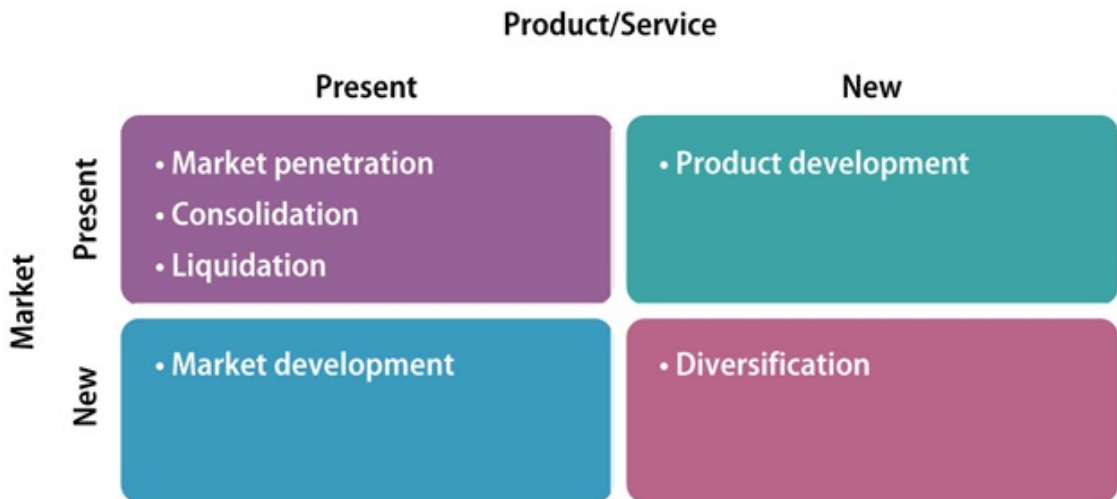 Product/Service
Present
New
Market
Present
• Market penetration
• Consolidation
• Liquidation
• Product development
New
• Market development
• Diversification